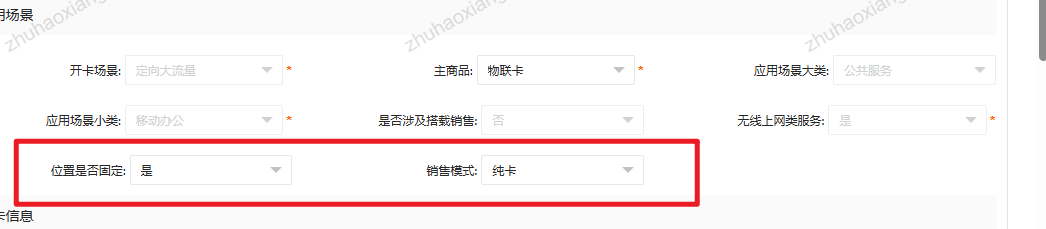 用场景
zhuhaoxiang zhuhaoxiang zhuhaoxiang
开卡场景: 定向大流量 * 主商品: 物联卡 * 应用场景大类: 公共服务
应用场景小类: 移动办公 * 是否涉及搭载销售: 否 无线上网类服务: 是 *
位置是否固定: 是 销售模式: 纯卡
卡信息